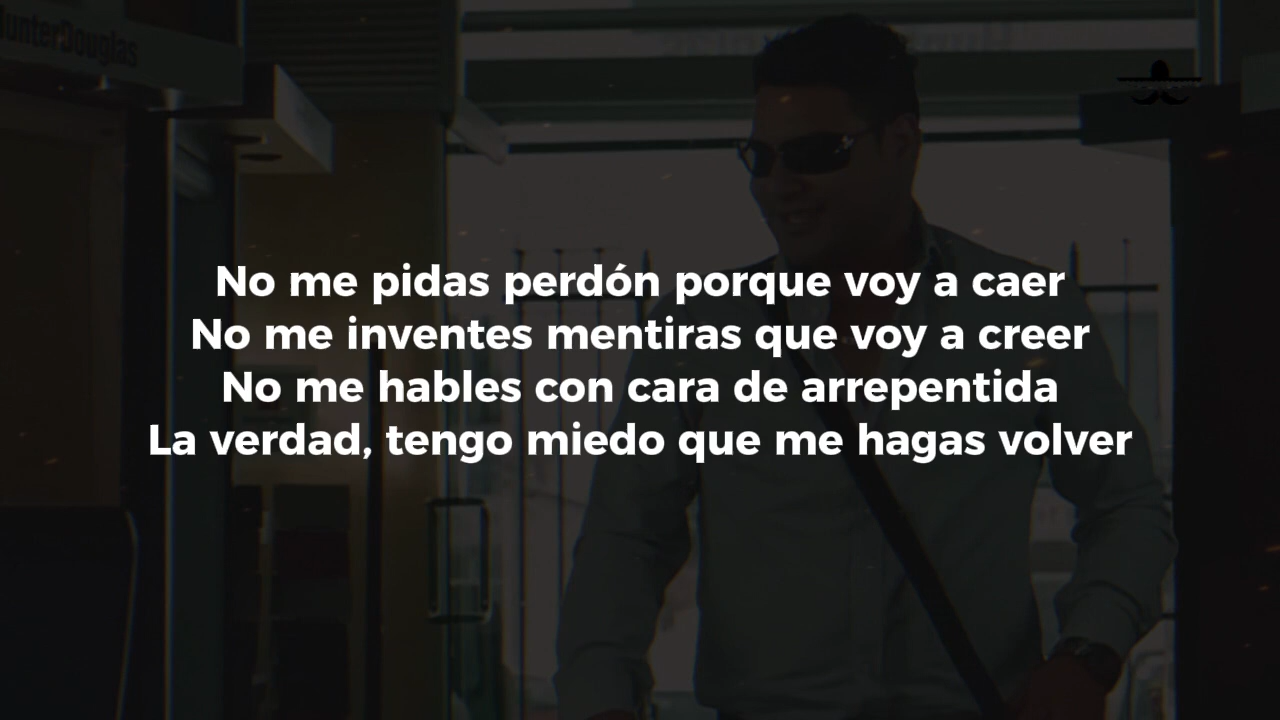 HunterDouglas
No me pidas perdón porque voy a caer
No me inventes mentiras que voy a creer
No me hables con cara de arrepentida
La verdad, tengo miedo que me hagas volver